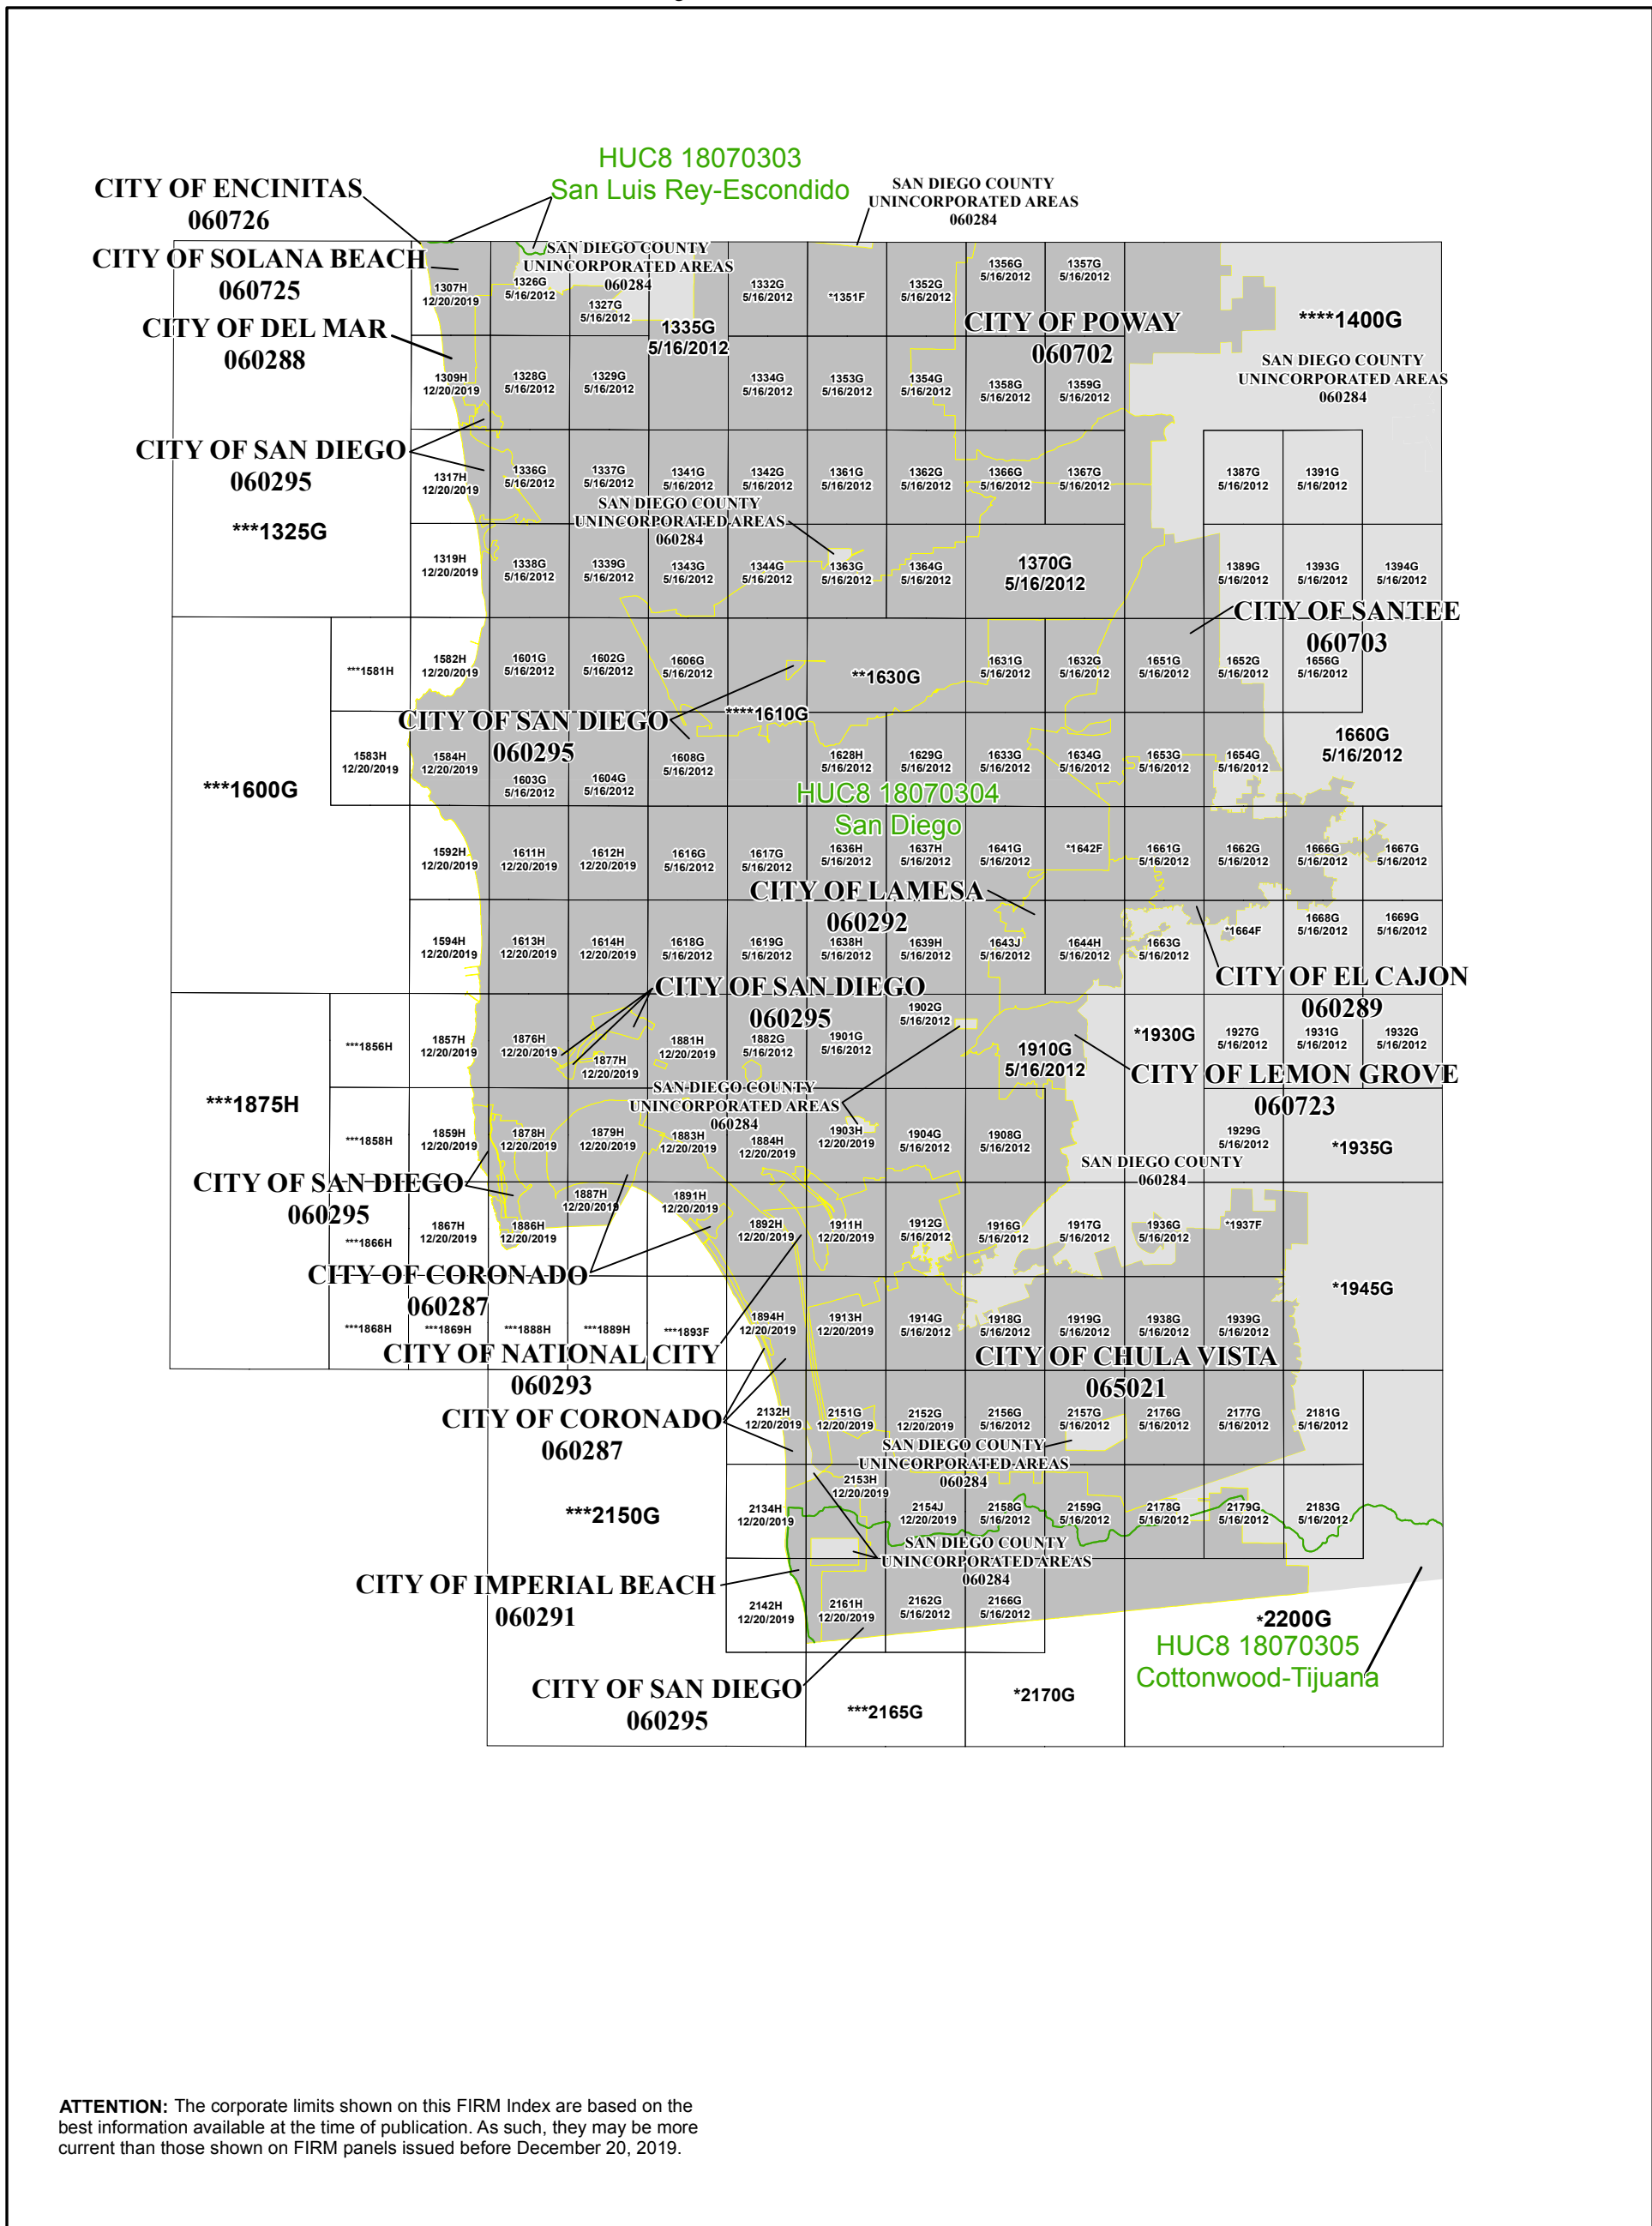 HUC8 18070303
San Luis Rey-Escondido
CITY OF ENCINITAS
060726
SAN DIEGO COUNTY
UNINCORPORATED AREAS
060284
CITY OF SOLANA BEACH
060725
SAN DIEGO COUNTY
UNINCORPORATED AREAS
060284
1307H
12/20/2019
1326G
5/16/2012
1327G
5/16/2012
1335G
5/16/2012
1332G
5/16/2012
*1351F
1352G
5/16/2012
1356G
5/16/2012
1357G
5/16/2012
****1400G
CITY OF DEL MAR
060288
CITY OF POWAY
060702
SAN DIEGO COUNTY
UNINCORPORATED AREAS
060284
1309H
12/20/2019
1328G
5/16/2012
1329G
5/16/2012
1334G
5/16/2012
1353G
5/16/2012
1354G
5/16/2012
1358G
5/16/2012
1359G
5/16/2012
CITY OF SAN DIEGO
060295
***1325G
1317H
12/20/2019
1336G
5/16/2012
1337G
5/16/2012
1341G
5/16/2012
1342G
5/16/2012
1361G
5/16/2012
1362G
5/16/2012
1366G
5/16/2012
1367G
5/16/2012
1387G
5/16/2012
1391G
5/16/2012
SAN DIEGO COUNTY
UNINCORPORATED AREAS
060284
1319H
12/20/2019
1338G
5/16/2012
1339G
5/16/2012
1343G
5/16/2012
1344G
5/16/2012
1363G
5/16/2012
1364G
5/16/2012
1370G
5/16/2012
1389G
5/16/2012
1393G
5/16/2012
1394G
5/16/2012
CITY OF SANTEE
060703
***1581H
1582H
12/20/2019
1601G
5/16/2012
1602G
5/16/2012
1606G
5/16/2012
**1630G
1631G
5/16/2012
1632G
5/16/2012
1651G
5/16/2012
1652G
5/16/2012
1656G
5/16/2012
CITY OF SAN DIEGO
060295
****1610G
***1600G
1583H
12/20/2019
1584H
12/20/2019
1603G
5/16/2012
1604G
5/16/2012
1608G
5/16/2012
1628H
5/16/2012
1629G
5/16/2012
1633G
5/16/2012
1634G
5/16/2012
1653G
5/16/2012
1654G
5/16/2012
1660G
5/16/2012
HUC8 18070304
San Diego
1592H
12/20/2019
1611H
12/20/2019
1612H
12/20/2019
1616G
5/16/2012
1617G
5/16/2012
1636H
5/16/2012
1637H
5/16/2012
1641G
5/16/2012
*1642F
1661G
5/16/2012
1662G
5/16/2012
1666G
5/16/2012
1667G
5/16/2012
CITY OF LAMESA
060292
1594H
12/20/2019
1613H
12/20/2019
1614H
12/20/2019
1618G
5/16/2012
1619G
5/16/2012
1638H
5/16/2012
1639H
5/16/2012
1643J
5/16/2012
1644H
5/16/2012
1663G
5/16/2012
*1664F
1668G
5/16/2012
1669G
5/16/2012
CITY OF EL CAJON
060289
CITY OF SAN DIEGO
060295
***1856H
1857H
12/20/2019
1876H
12/20/2019
1877H
12/20/2019
1881H
12/20/2019
1882G
5/16/2012
1901G
5/16/2012
1902G
5/16/2012
1910G
5/16/2012
*1930G
1927G
5/16/2012
1931G
5/16/2012
1932G
5/16/2012
CITY OF LEMON GROVE
060723
SAN DIEGO COUNTY
UNINCORPORATED AREAS
060284
***1875H
***1858H
1859H
12/20/2019
1878H
12/20/2019
1879H
12/20/2019
1883H
12/20/2019
1884H
12/20/2019
1903H
12/20/2019
1904G
5/16/2012
1908G
5/16/2012
1929G
5/16/2012
*1935G
SAN DIEGO COUNTY
060284
CITY OF SAN DIEGO
060295
***1866H
1867H
12/20/2019
1886H
12/20/2019
1887H
12/20/2019
1891H
12/20/2019
1892H
12/20/2019
1911H
12/20/2019
1912G
5/16/2012
1916G
5/16/2012
1917G
5/16/2012
1936G
5/16/2012
*1937F
CITY OF CORONADO
060287
*1945G
***1868H
***1869H
***1888H
***1889H
***1893F
1894H
12/20/2019
1913H
12/20/2019
1914G
5/16/2012
1918G
5/16/2012
1919G
5/16/2012
1938G
5/16/2012
1939G
5/16/2012
CITY OF NATIONAL CITY
060293
CITY OF CHULA VISTA
065021
CITY OF CORONADO
060287
2132H
12/20/2019
2151G
12/20/2019
2152G
12/20/2019
2156G
5/16/2012
2157G
5/16/2012
2176G
5/16/2012
2177G
5/16/2012
2181G
5/16/2012
SAN DIEGO COUNTY
UNINCORPORATED AREAS
060284
***2150G
2134H
12/20/2019
2153H
12/20/2019
2154J
12/20/2019
2158G
5/16/2012
2159G
5/16/2012
2178G
5/16/2012
2179G
5/16/2012
2183G
5/16/2012
SAN DIEGO COUNTY
UNINCORPORATED AREAS
060284
CITY OF IMPERIAL BEACH
060291
2142H
12/20/2019
2161H
12/20/2019
2162G
5/16/2012
2166G
5/16/2012
*2200G
HUC8 18070305
Cottonwood-Tijuana
CITY OF SAN DIEGO
060295
***2165G
*2170G
ATTENTION: The corporate limits shown on this FIRM Index are based on the
best information available at the time of publication. As such, they may be more
current than those shown on FIRM panels issued before December 20, 2019.